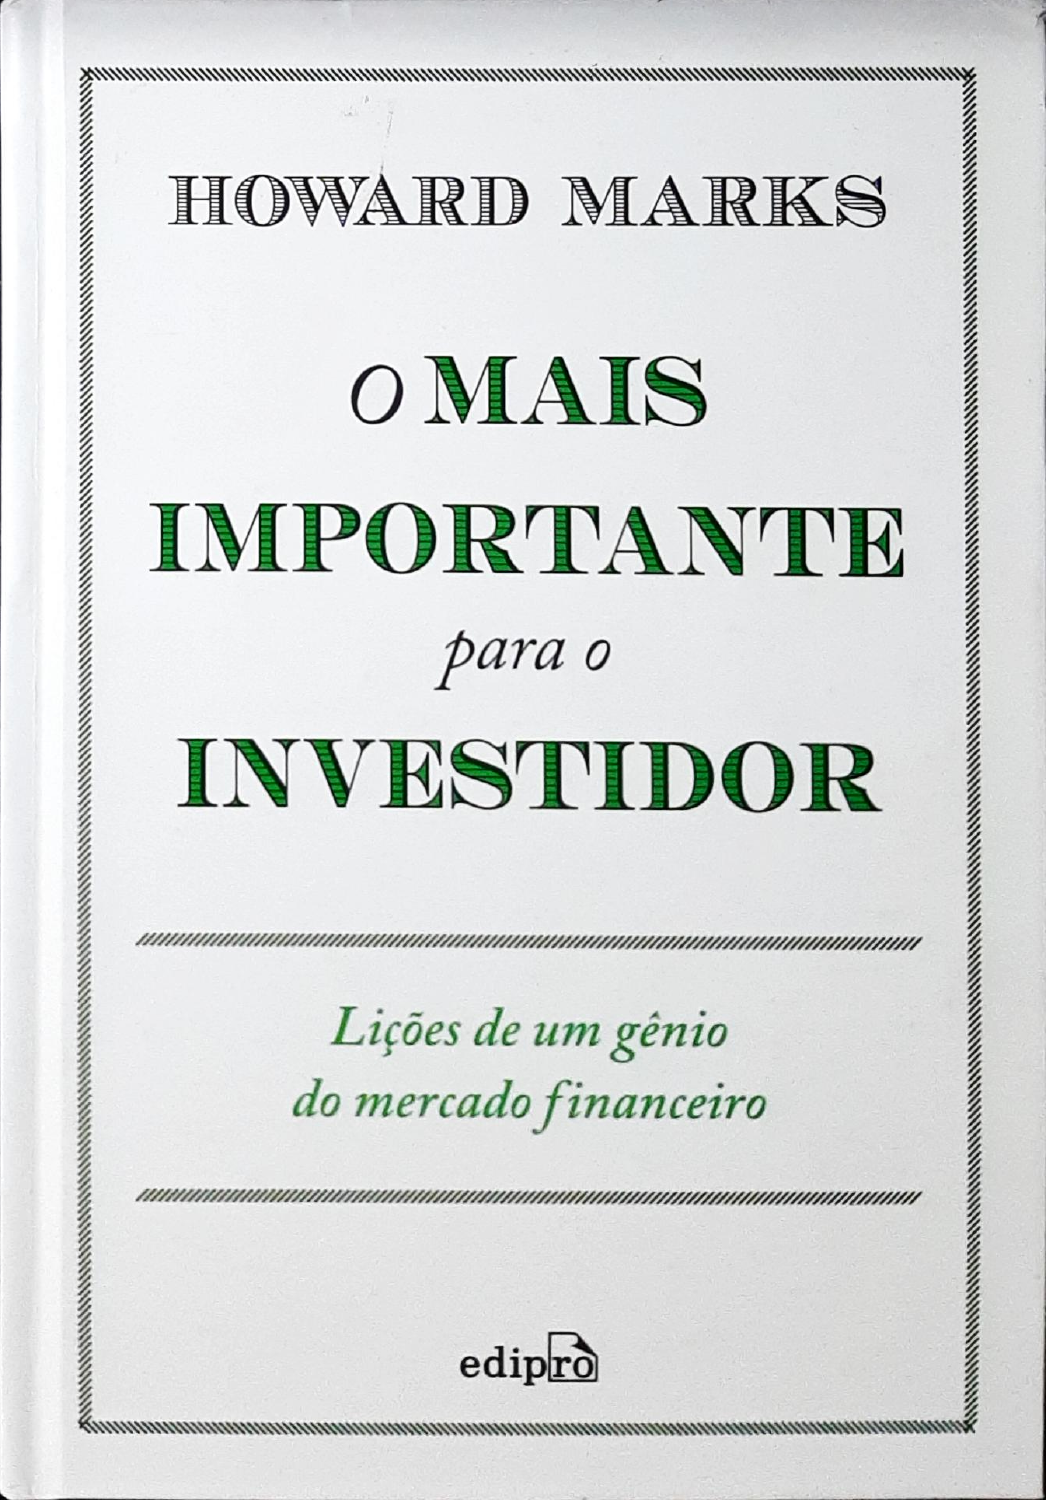 HOWARD MARKS
O MAIS
IMPORTANTE
para o
INVESTIDOR
Lições de um gênio
do mercado financeiro
edipro